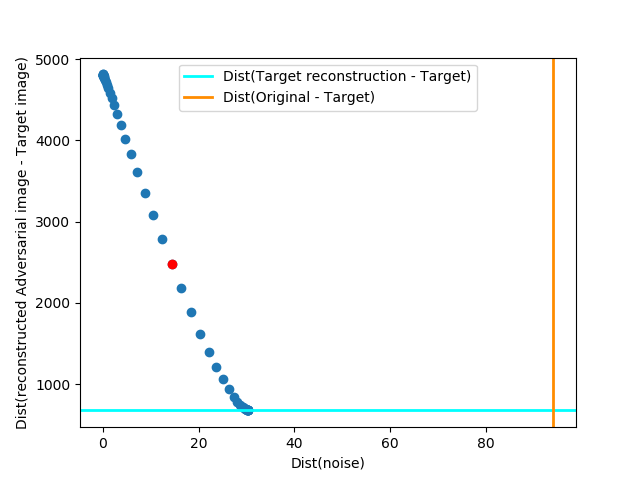 Dist(Target reconstruction - Target)
Dist(Original - Target)
Dist(reconstructed Adversarial image - Target image)
5000
4000
3000
2000
1000
0
20
40
60
80
Dist(noise)